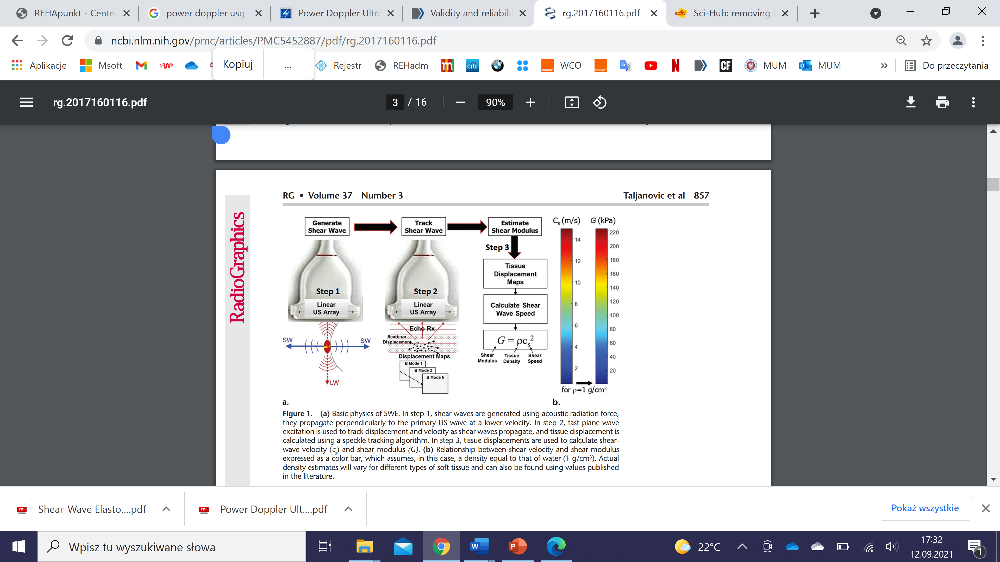 REHApunkt - Centru
power doppler usg
Power Doppler Ultra
Validity and reliabilit
rg.2017160116.pdf
Sci-Hub: removing
ncbi.nlm.nih.gov/pmc/articles/PMC5452887/pdf/rg.2017160116.pdf
Kopiuj
...
Aplikacje
Msoft
Rejestr
REHadm
citi
orange
WCO
CF
MUM
MUM
»
Do przeczytania
rg.2017160116.pdf
3 / 16
90%
RadioGraphics
RG • Volume 37 Number 3
Taljanovic et al 857
Generate
Shear Wave
Track
Shear Wave
Estimate
Shear Modulus
Step 3
Step 1
Linear
US Array
SW
SW
ARF
LW
Step 2
Linear
US Array
Echo Rx
Scatterer
Displacement
Displacement Maps
B Mode 1
B Mode 2
B Mode N
Tissue
Displacement
Maps
Calculate Shear
Wave Speed
G = ρcₛ²
Shear
Modulus
Tissue
Density
Shear
Speed
Cₛ (m/s)
14
12
10
8
6
4
2
G (kPa)
220
200
180
160
140
120
100
80
60
40
20
for ρ=1 g/cm³
a.
b.
Figure 1. (a) Basic physics of SWE. In step 1, shear waves are generated using acoustic radiation force;
they propagate perpendicularly to the primary US wave at a lower velocity. In step 2, fast plane wave
excitation is used to track displacement and velocity as shear waves propagate, and tissue displacement is
calculated using a speckle tracking algorithm. In step 3, tissue displacements are used to calculate shear-
wave velocity (cₛ) and shear modulus (G). (b) Relationship between shear velocity and shear modulus
expressed as a color bar, which assumes, in this case, a density equal to that of water (1 g/cm³). Actual
density estimates will vary for different types of soft tissue and can also be found using values published
in the literature.
PDF
Shear-Wave Elasto....pdf
PDF
Power Doppler Ult....pdf
Pokaż wszystkie
Wpisz tu wyszukiwane słowa
22°C
17:32
12.09.2021
1